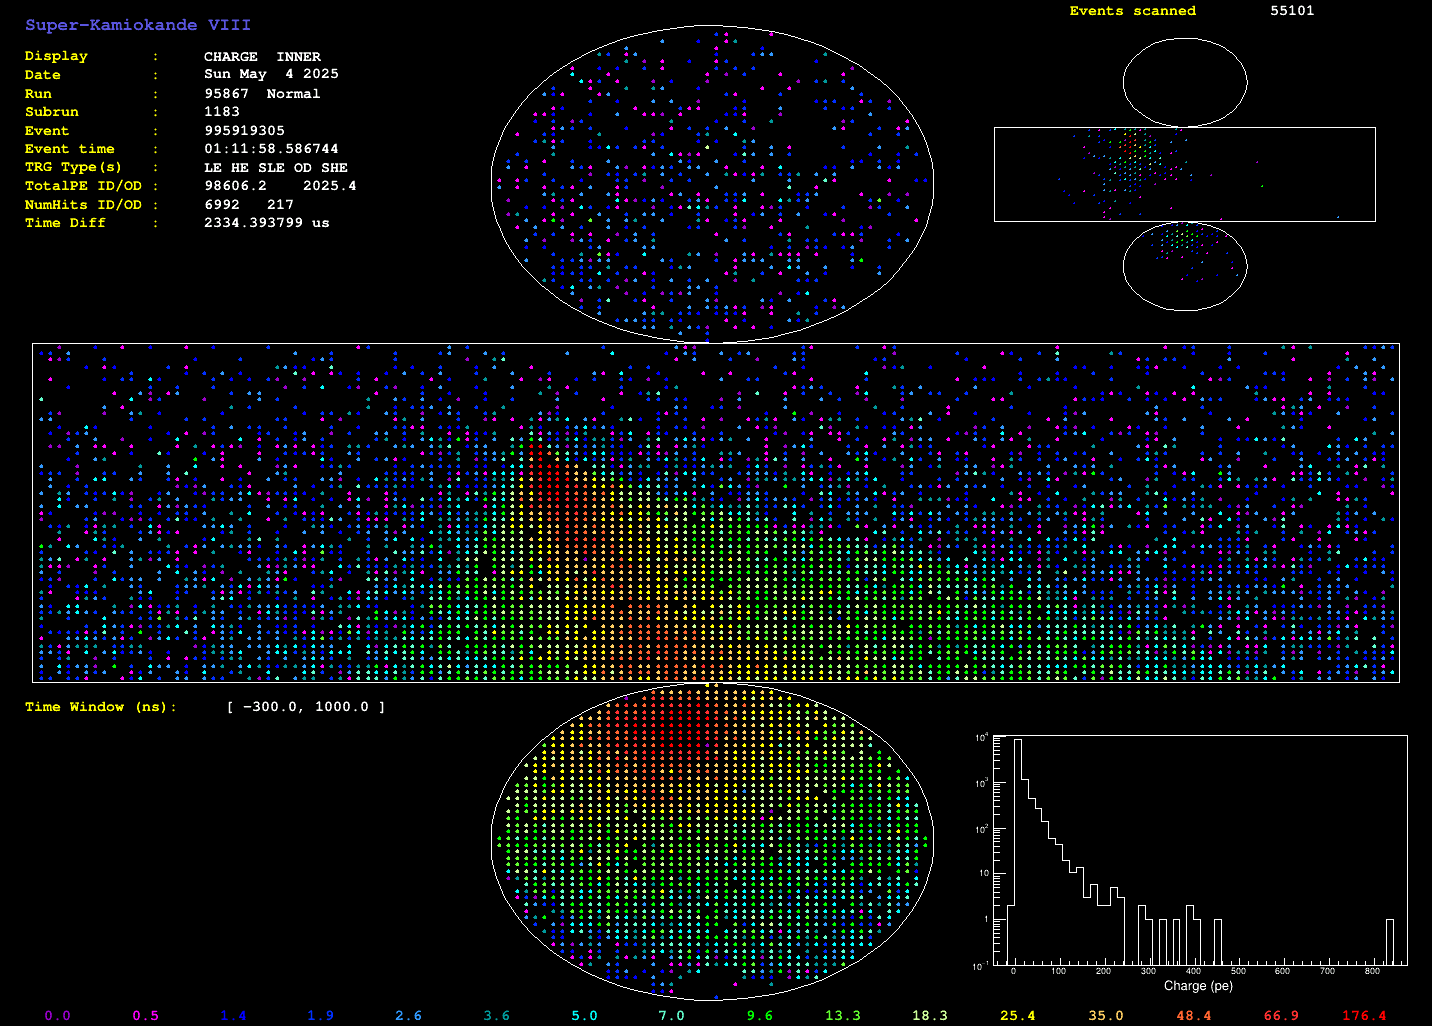 Super-Kamiokande VIII
Display : CHARGE INNER
Date : Sun May 4 2025
Run : 95867 Normal
Subrun : 1183
Event : 995919305
Event time : 01:11:58.586744
TRG Type(s) : LE HE SLE OD SHE
TotalPE ID/OD : 98606.2 2025.4
NumHits ID/OD : 6992 217
Time Diff : 2334.393799 us
Events scanned 55101
Time Window (ns): [ -300.0, 1000.0 ]
10^4
10^3
10^2
10
1
10^-1
0 100 200 300 400 500 600 700 800
Charge (pe)
0.0 0.5 1.4 1.9 2.6 3.6 5.0 7.0 9.6 13.3 18.3 25.4 35.0 48.4 66.9 176.4